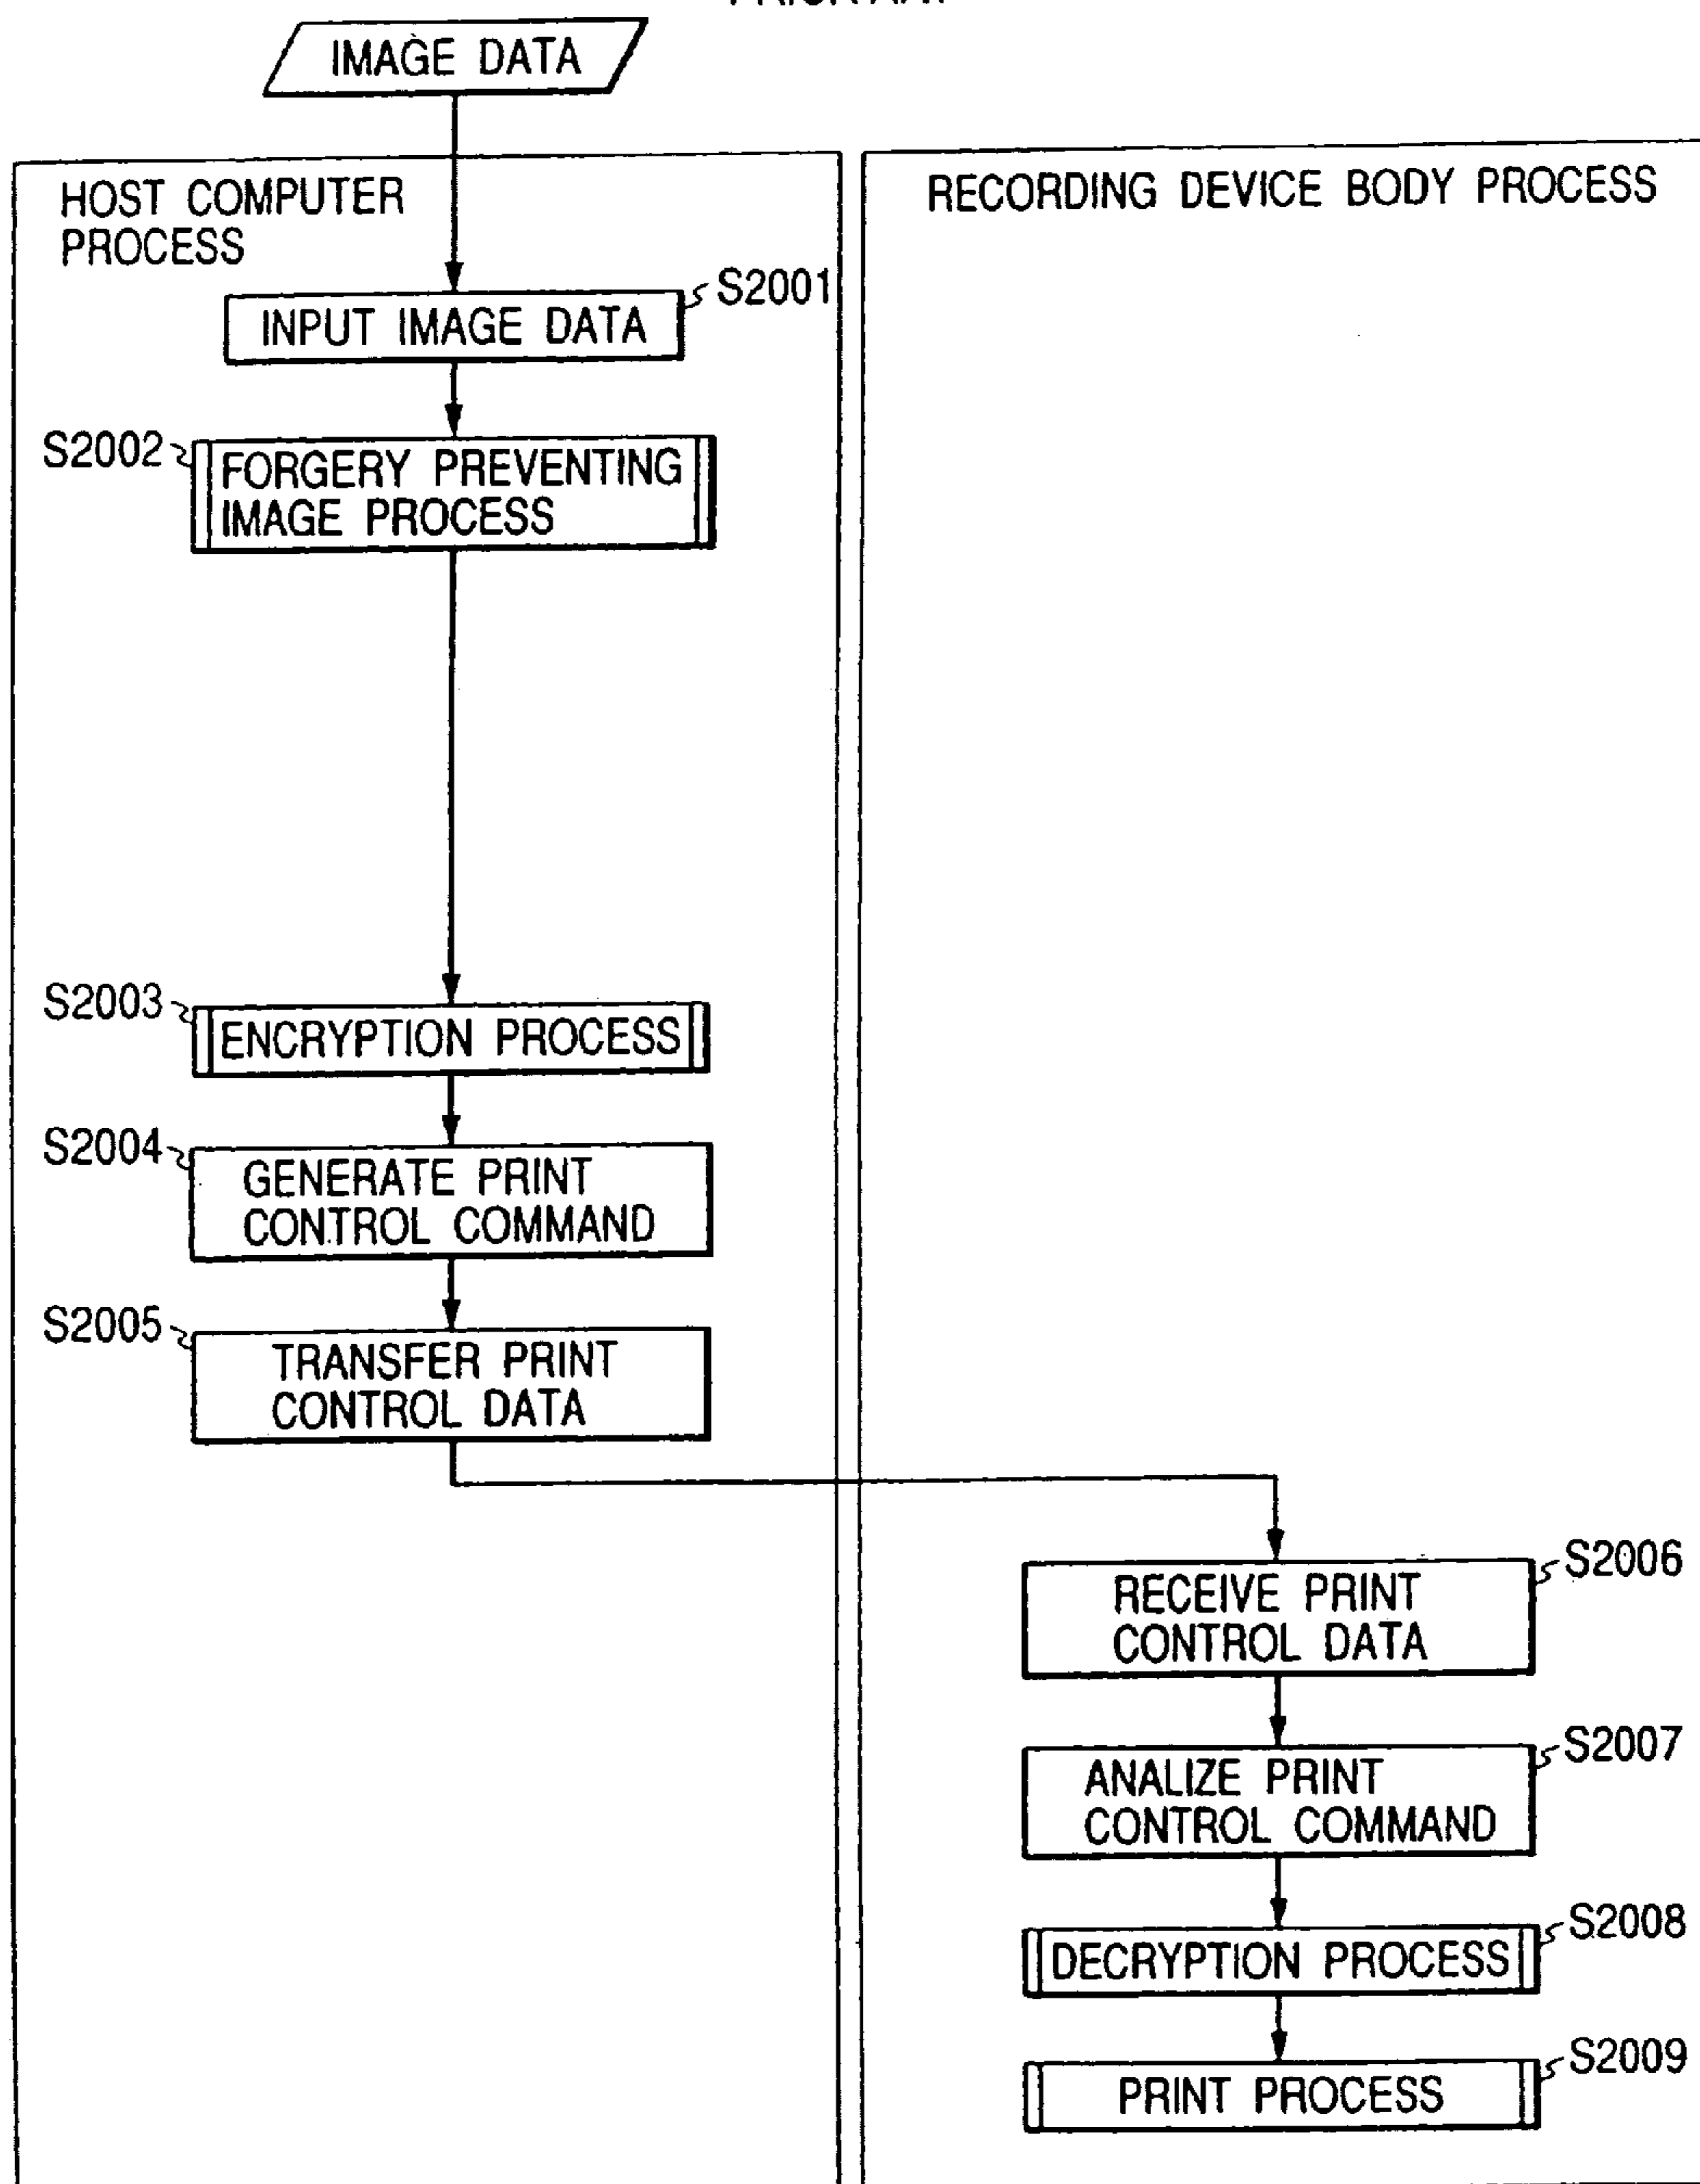 IMAGE DATA
HOST COMPUTER
PROCESS
S2001
INPUT IMAGE DATA
S2002
FORGERY PREVENTING
IMAGE PROCESS
S2003
ENCRYPTION PROCESS
S2004
GENERATE PRINT
CONTROL COMMAND
S2005
TRANSFER PRINT
CONTROL DATA
RECORDING DEVICE BODY PROCESS
S2006
RECEIVE PRINT
CONTROL DATA
S2007
ANALIZE PRINT
CONTROL COMMAND
S2008
DECRYPTION PROCESS
S2009
PRINT PROCESS